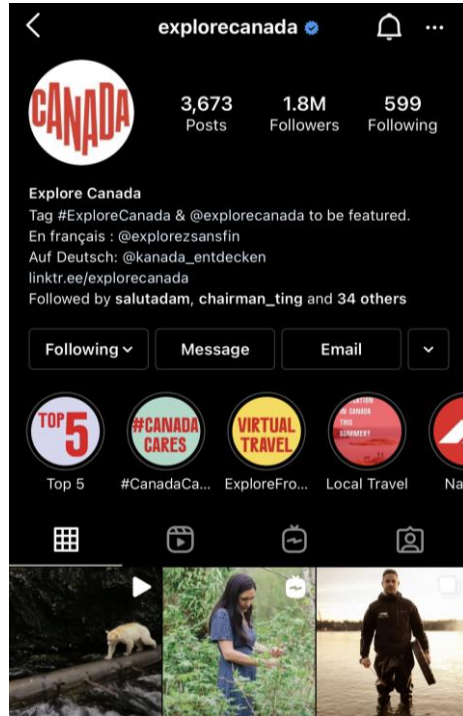 explorecanada
CANADA
3,673
Posts
1.8M
Followers
599
Following
Explore Canada
Tag #ExploreCanada & @explorecanada to be featured.
En français : @explorezsansfin
Auf Deutsch: @kanada_entdecken
linktr.ee/explorecanada
Followed by salutadam, chairman_ting and 34 others
Following
Message
Email
TOP 5
#CANADA
CARES
VIRTUAL
TRAVEL
IN CANADA
THIS
SUMMER?
Top 5
#CanadaCa...
ExploreFro...
Local Travel
Na